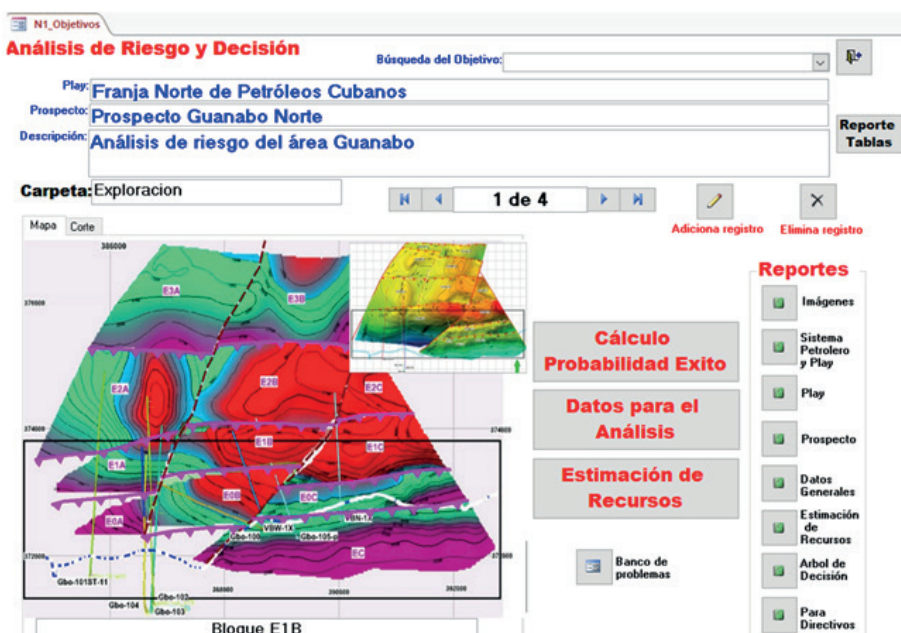 N1_Objetivos
Análisis de Riesgo y Decisión
Búsqueda del Objetivo:
Play: Franja Norte de Petróleos Cubanos
Prospecto: Prospecto Guanabo Norte
Descripción: Análisis de riesgo del área Guanabo
Reporte
Tablas
Carpeta: Exploracion
1 de 4
Adiciona registro
Elimina registro
Mapa
Corte
E3A
E3B
E2A
E2B
E2C
E1A
E1B
E1C
E0A
E0B
E0C
EC
VBW-1X
VBN-1X
Gbo-100
Gbo-105-p
Gbo-101ST-11
Gbo-102
Gbo-104
Gbo-103
Bloque E1B
Cálculo
Probabilidad Exito
Datos para el
Análisis
Estimación de
Recursos
Banco de
problemas
Reportes
Imágenes
Sistema
Petrolero
y Play
Play
Prospecto
Datos
Generales
Estimación
de
Recursos
Arbol de
Decisión
Para
Directivos